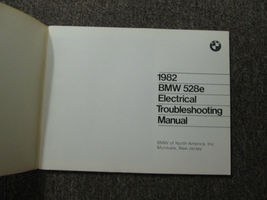 1982
BMW 528e
Electrical
Troubleshooting
Manual
BMW of North America, Inc.
Montvale, New Jersey